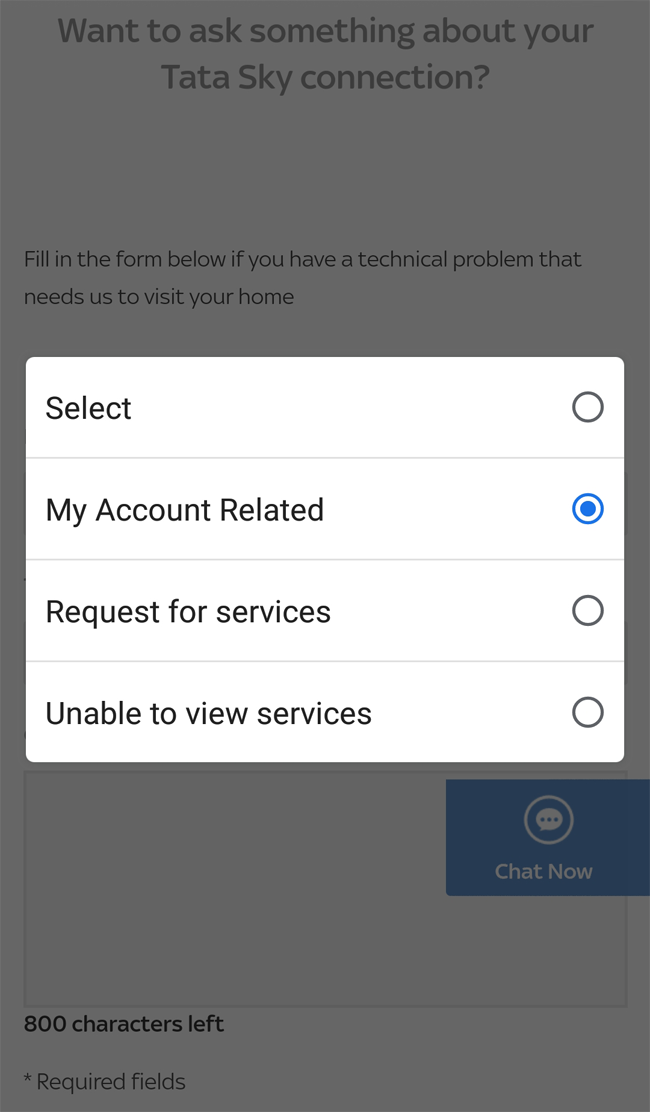 Want to ask something about your
Tata Sky connection?
Fill in the form below if you have a technical problem that
needs us to visit your home
Select
My Account Related
Request for services
Unable to view services
Chat Now
800 characters left
* Required fields